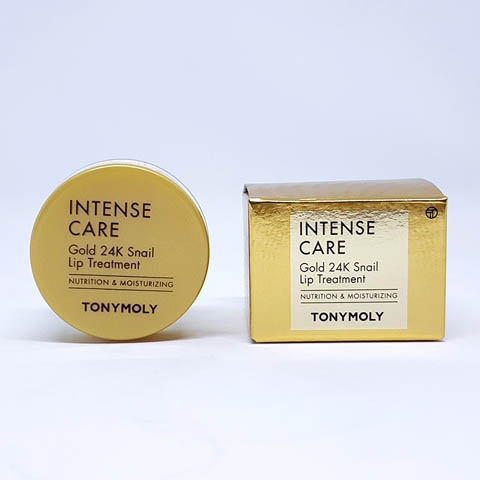 INTENSE
CARE
Gold 24K Snail
Lip Treatment
NUTRITION & MOISTURIZING
TONYMOLY
INTENSE
CARE
Gold 24K Snail
Lip Treatment
NUTRITION & MOISTURIZING
TONYMOLY